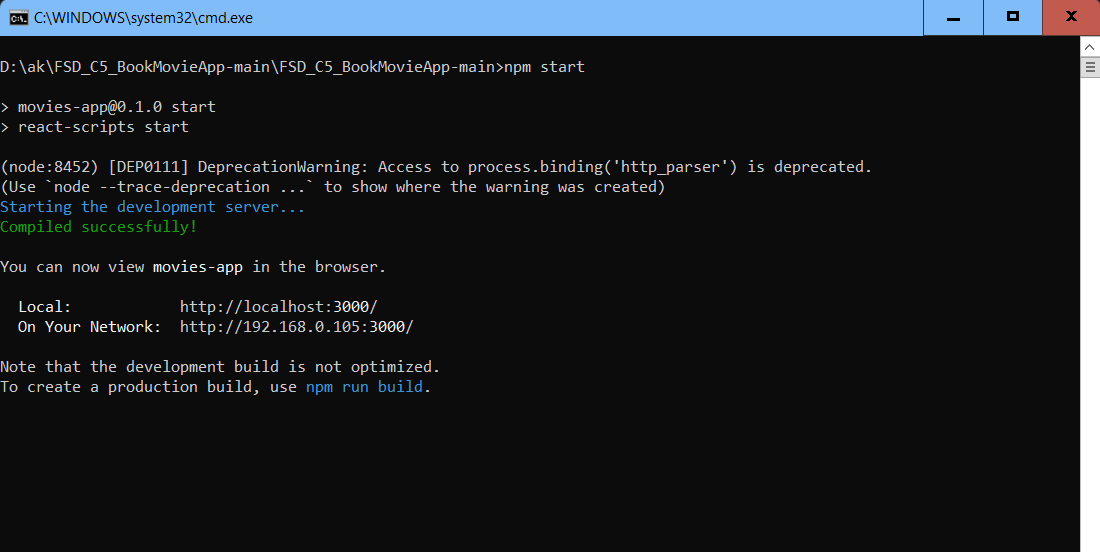 C:\WINDOWS\system32\cmd.exe
D:\ak\FSD_C5_BookMovieApp-main\FSD_C5_BookMovieApp-main>npm start
> movies-app@0.1.0 start
> react-scripts start
(node:8452) [DEP0111] DeprecationWarning: Access to process.binding('http_parser') is deprecated.
(Use `node --trace-deprecation ...` to show where the warning was created)
Starting the development server...
Compiled successfully!
You can now view movies-app in the browser.
Local:            http://localhost:3000/
On Your Network:  http://192.168.0.105:3000/
Note that the development build is not optimized.
To create a production build, use npm run build.